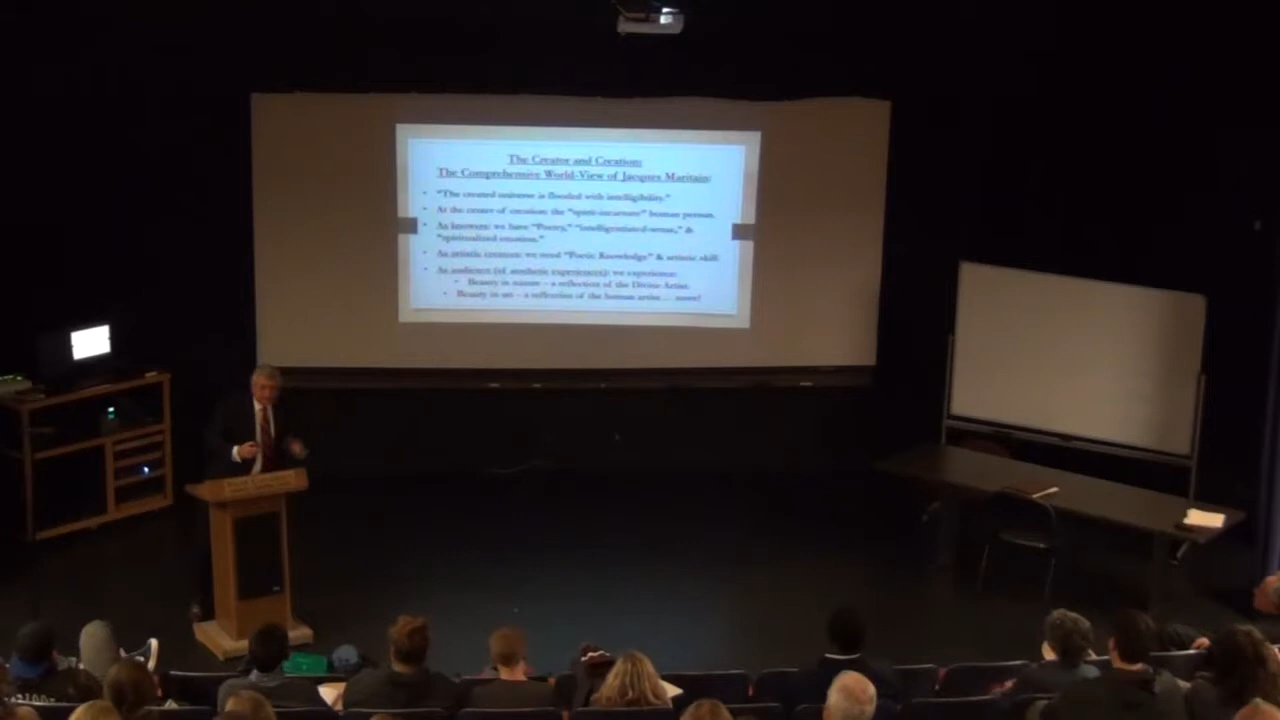 The Creator and Creation:
The Comprehensive World-View of Jacques Maritain:
• "The created universe is flooded with intelligibility."
• At the center of creation: the "spirit-incarnate" human person.
• As knowers: we have "Poetry," "intelligentiated-sense," &
"spiritualized emotion."
• As artistic creators: we need "Poetic Knowledge" & artistic skill.
• As audience (of aesthetic experiences): we experience:
• Beauty in nature – a reflection of the Divine Artist.
• Beauty in art – a reflection of the human artist … more!